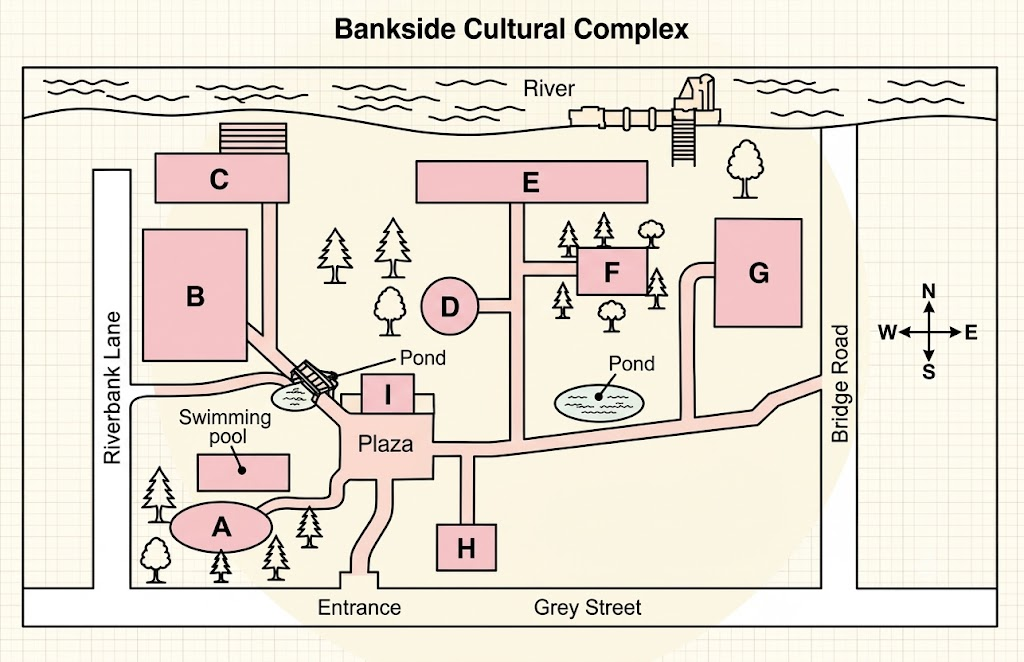 Bankside Cultural Complex
River
C
E
B
F
G
D
N
W
E
S
Riverbank Lane
Pond
Pond
I
Bridge Road
Swimming
pool
Plaza
A
H
Entrance
Grey Street